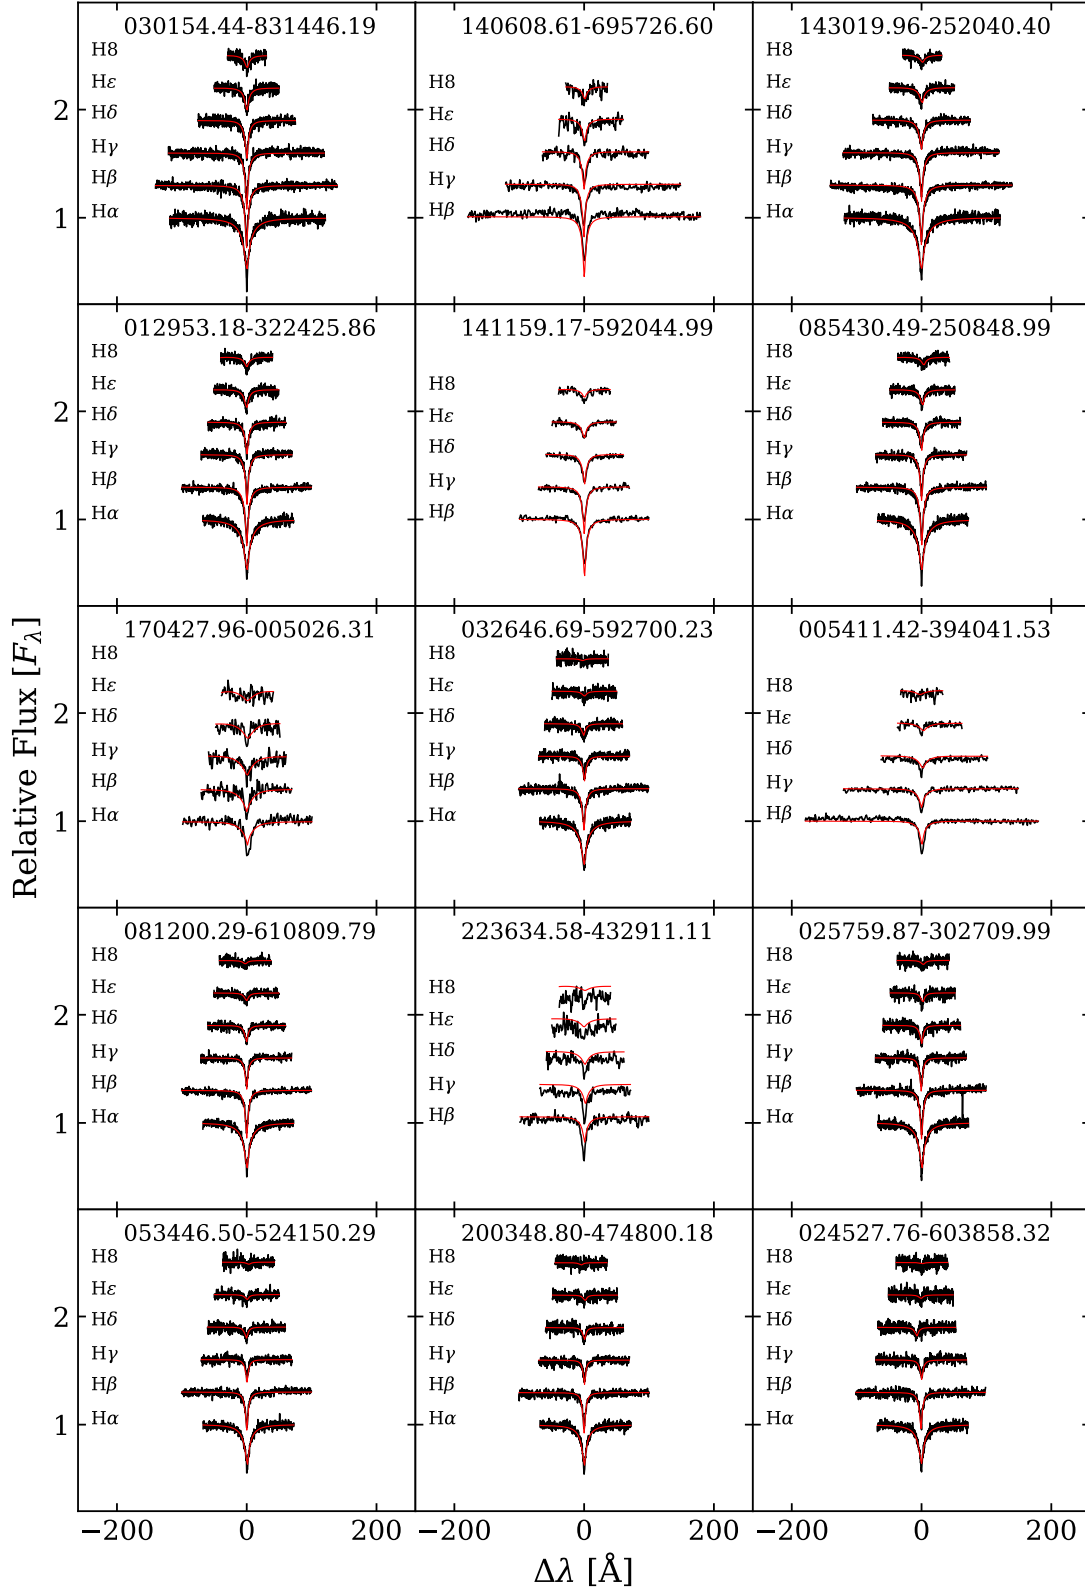 030154.44-831446.19
H8
Hε
Hδ
Hγ
Hβ
Hα
2
1
140608.61-695726.60
H8
Hε
Hδ
Hγ
Hβ
143019.96-252040.40
H8
Hε
Hδ
Hγ
Hβ
Hα
012953.18-322425.86
H8
Hε
Hδ
Hγ
Hβ
Hα
2
1
141159.17-592044.99
H8
Hε
Hδ
Hγ
Hβ
085430.49-250848.99
H8
Hε
Hδ
Hγ
Hβ
Hα
Relative Flux [Fλ]
170427.96-005026.31
H8
Hε
Hδ
Hγ
Hβ
Hα
2
1
032646.69-592700.23
H8
Hε
Hδ
Hγ
Hβ
Hα
005411.42-394041.53
H8
Hε
Hδ
Hγ
Hβ
081200.29-610809.79
H8
Hε
Hδ
Hγ
Hβ
Hα
2
1
223634.58-432911.11
H8
Hε
Hδ
Hγ
Hβ
025759.87-302709.99
H8
Hε
Hδ
Hγ
Hβ
Hα
053446.50-524150.29
H8
Hε
Hδ
Hγ
Hβ
Hα
2
1
200348.80-474800.18
H8
Hε
Hδ
Hγ
Hβ
Hα
024527.76-603858.32
H8
Hε
Hδ
Hγ
Hβ
Hα
−200 0 200 −200 0 200 −200 0 200
Δλ [Å]